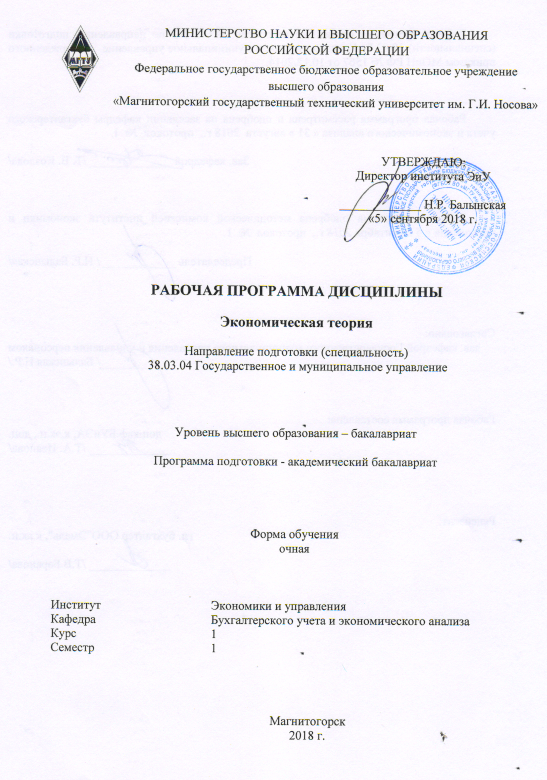 МИНИСТЕРСТВО НАУКИ И ВЫСШЕГО ОБРАЗОВАНИЯ
РОССИЙСКОЙ ФЕДЕРАЦИИ
Федеральное государственное бюджетное образовательное учреждение
высшего образования
«Магнитогорский государственный технический университет им. Г.И. Носова»
МГТУ
УТВЕРЖДАЮ:
Директор института ЭиУ
Н.Р. Балынская
«5» сентября 2018 г.
РАБОЧАЯ ПРОГРАММА ДИСЦИПЛИНЫ
Экономическая теория
Направление подготовки (специальность)
38.03.04 Государственное и муниципальное управление
Уровень высшего образования – бакалавриат
Программа подготовки - академический бакалавриат
Форма обучения
очная
Институт Экономики и управления
Кафедра Бухгалтерского учета и экономического анализа
Курс 1
Семестр 1
Магнитогорск
2018 г.